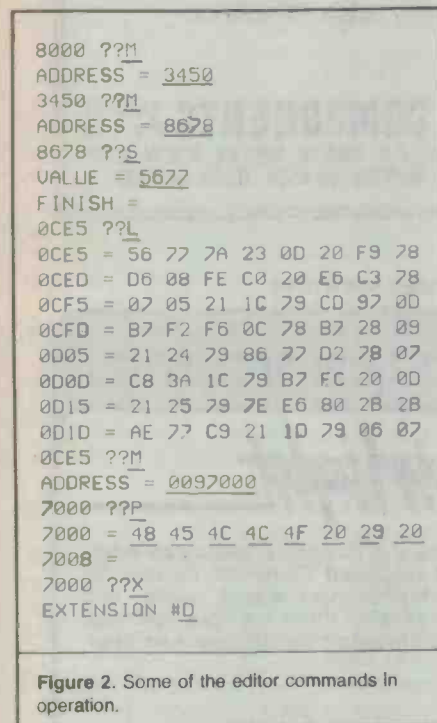 8000 ??M
ADDRESS = 3450
3450 ??M
ADDRESS = 8678
8678 ??S
VALUE = 5677
FINISH =
0CE5 ??L
0CE5 = 56 77 7A 23 0D 20 F9 78
0CED = D6 08 FE C0 20 E6 C3 78
0CF5 = 07 05 21 1C 79 CD 97 0D
0CFD = B7 F2 F6 0C 78 B7 28 09
0D05 = 21 24 79 86 77 D2 78 07
0D0D = C8 3A 1C 79 B7 FC 20 0D
0D15 = 21 25 79 7E E6 80 2B 2B
0D1D = AE 77 C9 21 1D 79 06 07
0CE5 ??M
ADDRESS = 0097000
7000 ??P
7000 = 48 45 4C 4C 4F 20 29 20
7008 =
7000 ??X
EXTENSION #D
Figure 2. Some of the editor commands in
operation.